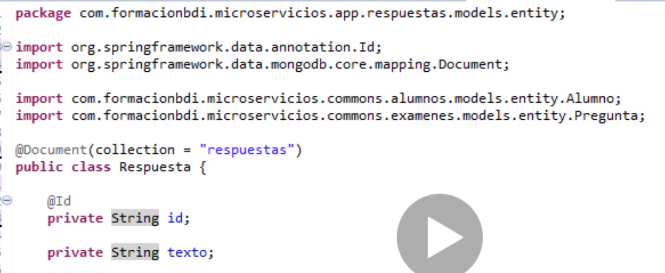 package com.formacionbdi.microservicios.app.respuestas.models.entity;
import org.springframework.data.annotation.Id;
import org.springframework.data.mongodb.core.mapping.Document;
import com.formacionbdi.microservicios.commons.alumnos.models.entity.Alumno;
import com.formacionbdi.microservicios.commons.examenes.models.entity.Pregunta;
@Document(collection = "respuestas")
public class Respuesta {
@Id
private String id;
private String texto;